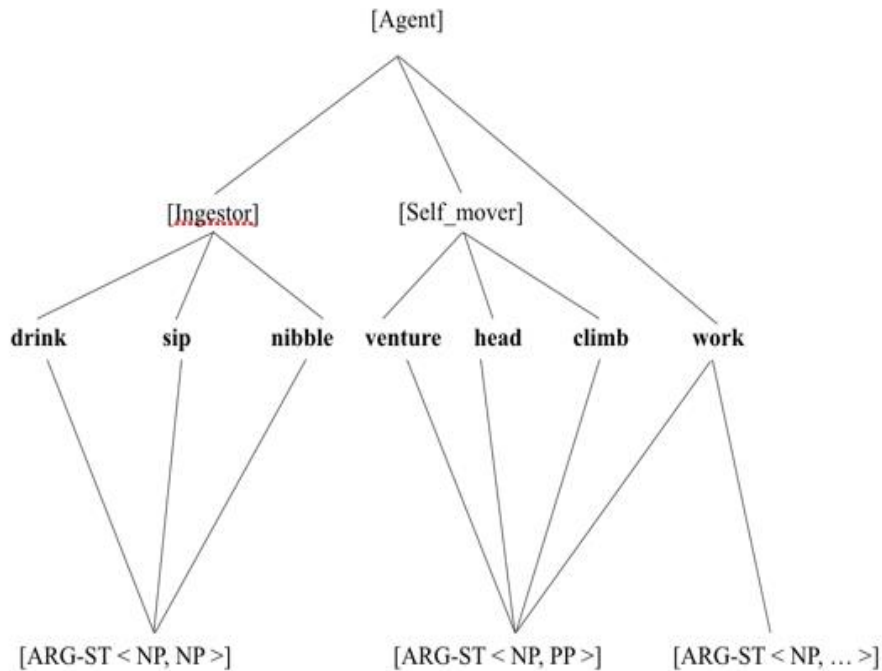 [Agent]
[Ingestor] [Self_mover]
drink sip nibble venture head climb work
[ARG-ST < NP, NP >] [ARG-ST < NP, PP >] [ARG-ST < NP, … >]